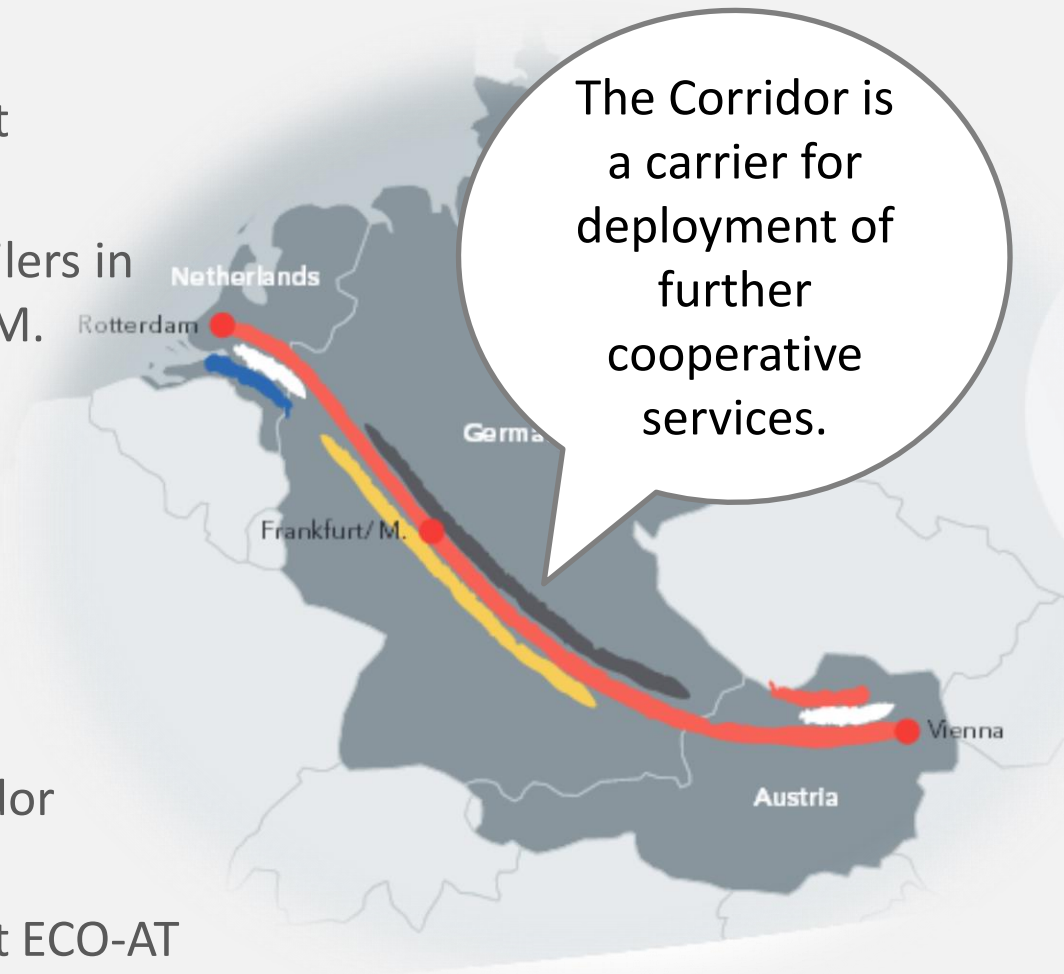 The Corridor is
a carrier for
deployment of
further
cooperative
services.
t
lers in
M.
Netherlands
Rotterdam
Germa
Frankfurt/ M.
Vienna
Austria
lor
t ECO-AT